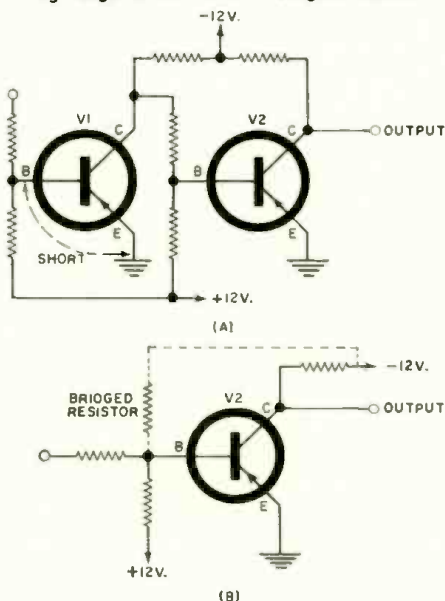 -12V.
V1
V2
C
C
OUTPUT
B
B
E
E
SHORT
+12V.
(A)
-12V.
BRIDGED
RESISTOR
V2
C
OUTPUT
B
E
+12V.
(B)